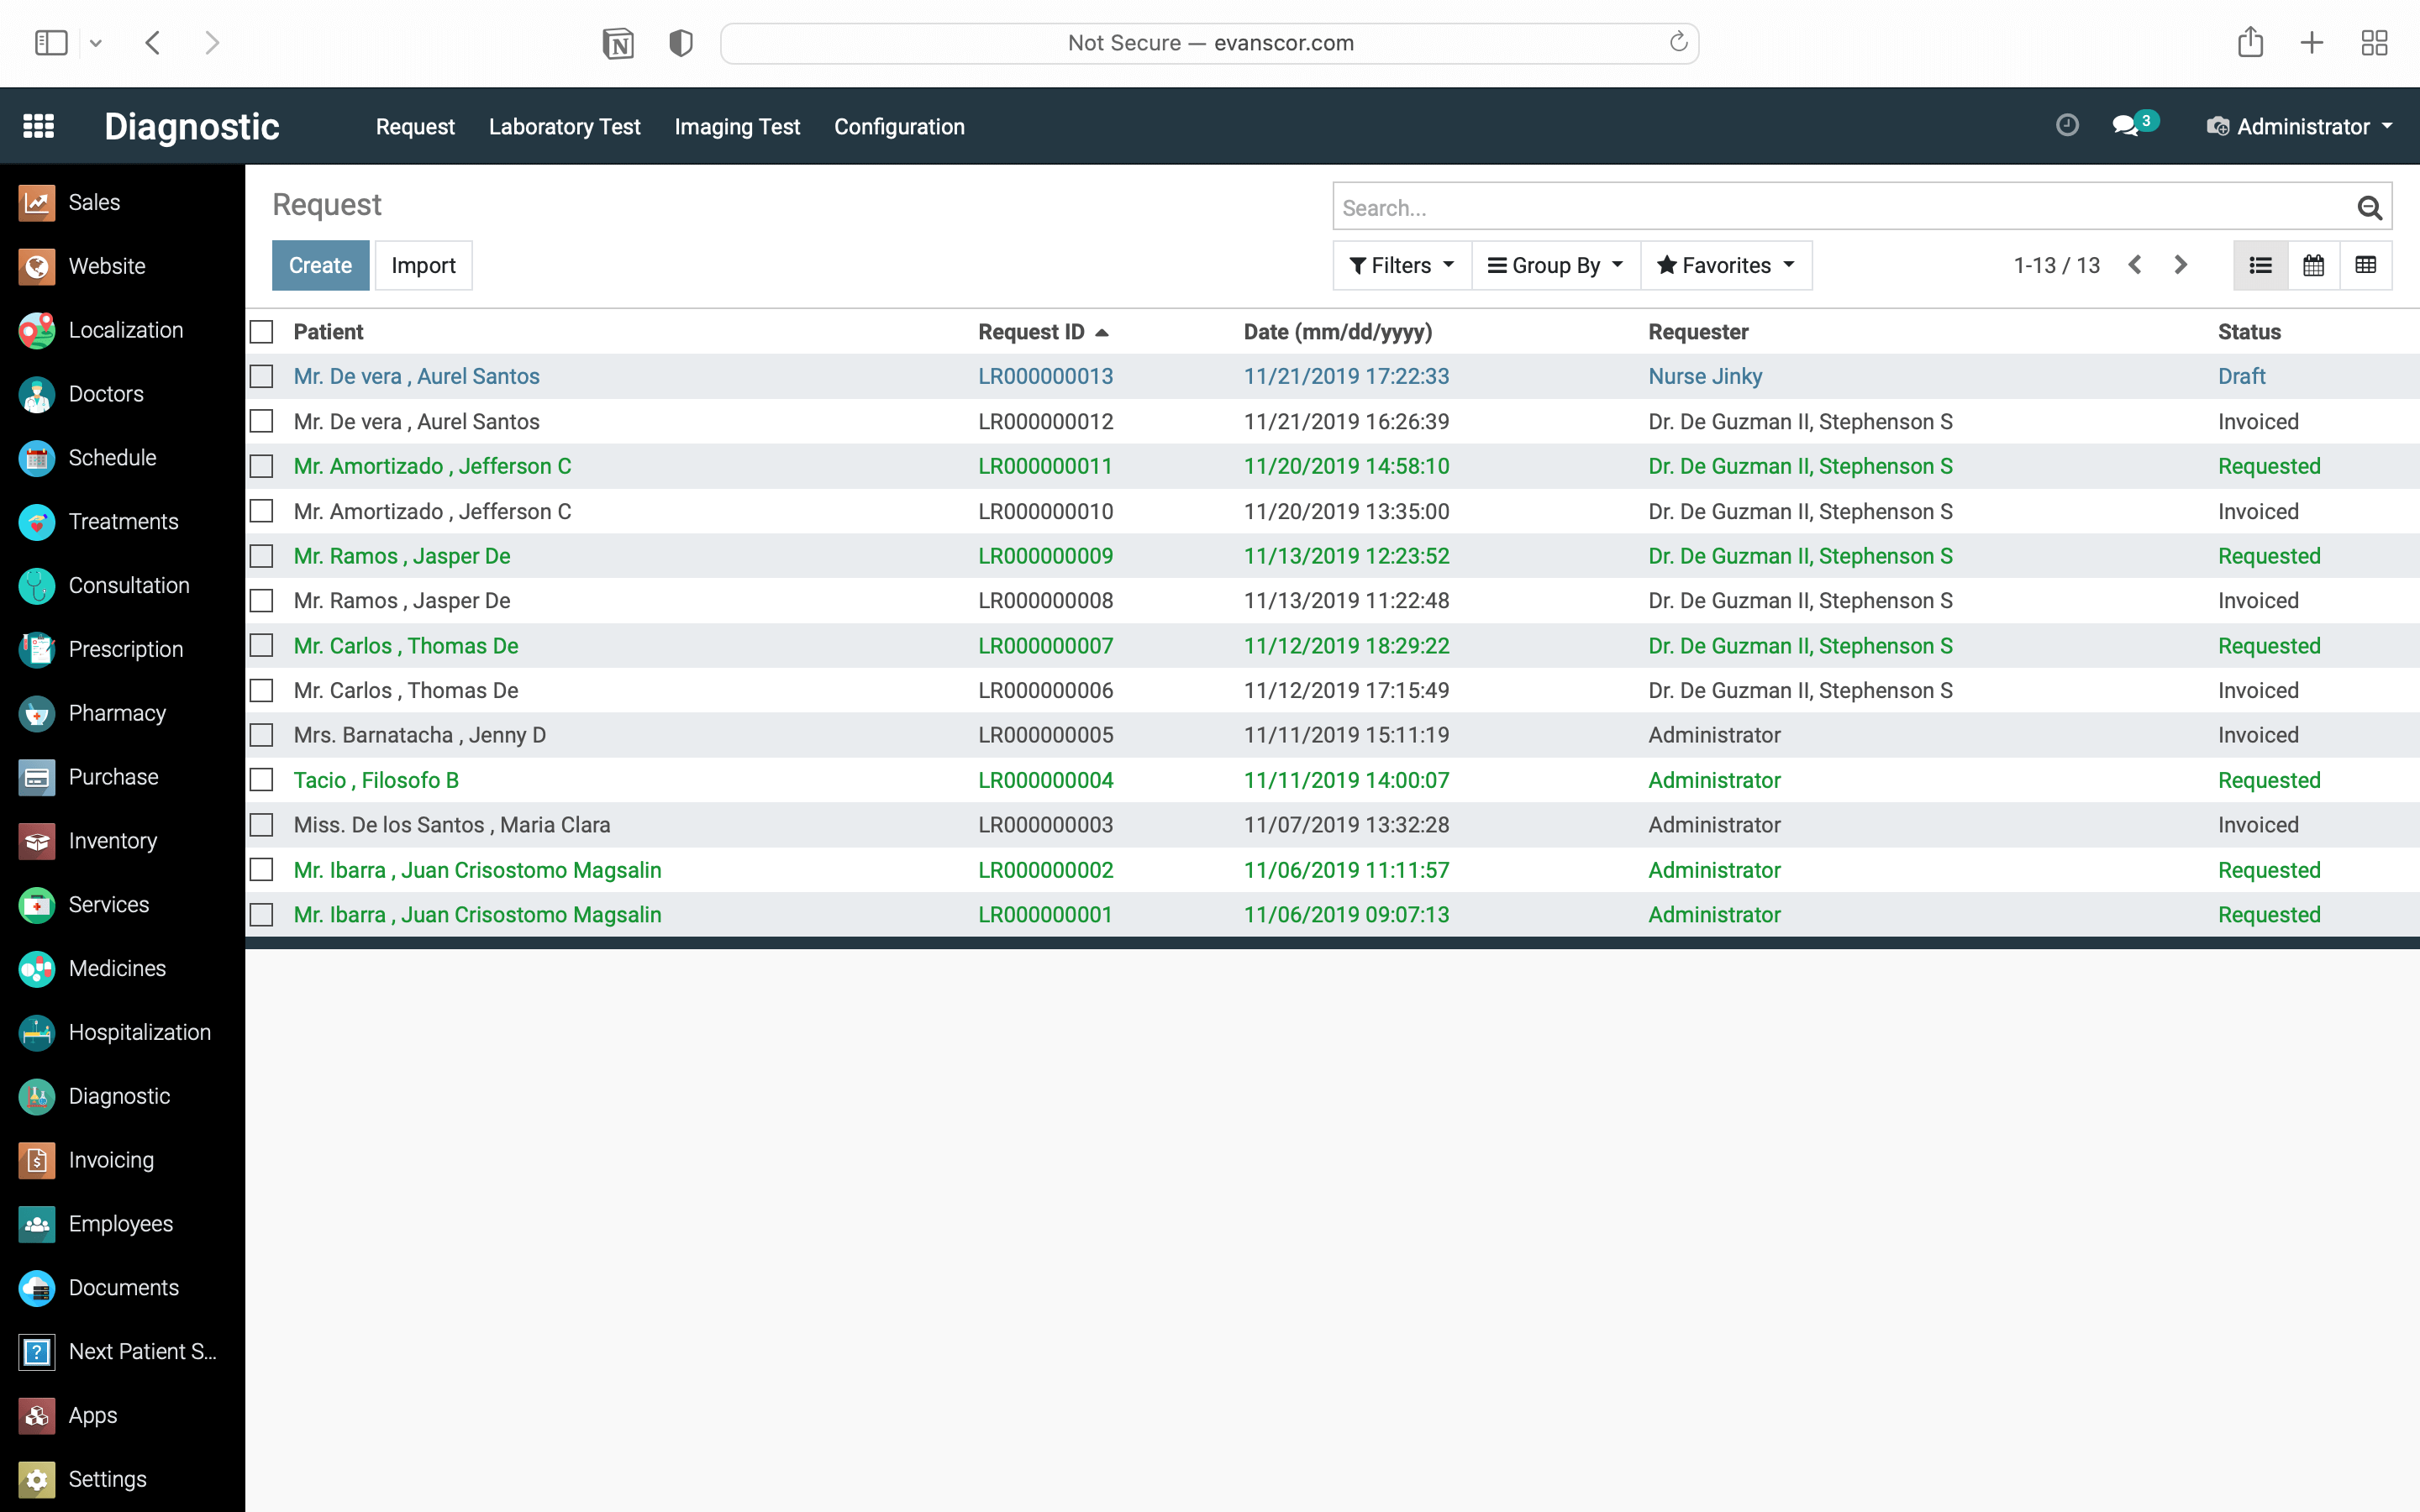 Not Secure — evanscor.com
Diagnostic Request Laboratory Test Imaging Test Configuration 3 Administrator
Sales
Website
Localization
Doctors
Schedule
Treatments
Consultation
Prescription
Pharmacy
Purchase
Inventory
Services
Medicines
Hospitalization
Diagnostic
Invoicing
Employees
Documents
Next Patient S...
Apps
Settings
Request
Search...
Create Import Filters Group By Favorites 1-13 / 13
Patient Request ID Date (mm/dd/yyyy) Requester Status
Mr. De vera , Aurel Santos LR000000013 11/21/2019 17:22:33 Nurse Jinky Draft
Mr. De vera , Aurel Santos LR000000012 11/21/2019 16:26:39 Dr. De Guzman II, Stephenson S Invoiced
Mr. Amortizado , Jefferson C LR000000011 11/20/2019 14:58:10 Dr. De Guzman II, Stephenson S Requested
Mr. Amortizado , Jefferson C LR000000010 11/20/2019 13:35:00 Dr. De Guzman II, Stephenson S Invoiced
Mr. Ramos , Jasper De LR000000009 11/13/2019 12:23:52 Dr. De Guzman II, Stephenson S Requested
Mr. Ramos , Jasper De LR000000008 11/13/2019 11:22:48 Dr. De Guzman II, Stephenson S Invoiced
Mr. Carlos , Thomas De LR000000007 11/12/2019 18:29:22 Dr. De Guzman II, Stephenson S Requested
Mr. Carlos , Thomas De LR000000006 11/12/2019 17:15:49 Dr. De Guzman II, Stephenson S Invoiced
Mrs. Barnatacha , Jenny D LR000000005 11/11/2019 15:11:19 Administrator Invoiced
Tacio , Filosofo B LR000000004 11/11/2019 14:00:07 Administrator Requested
Miss. De los Santos , Maria Clara LR000000003 11/07/2019 13:32:28 Administrator Invoiced
Mr. Ibarra , Juan Crisostomo Magsalin LR000000002 11/06/2019 11:11:57 Administrator Requested
Mr. Ibarra , Juan Crisostomo Magsalin LR000000001 11/06/2019 09:07:13 Administrator Requested